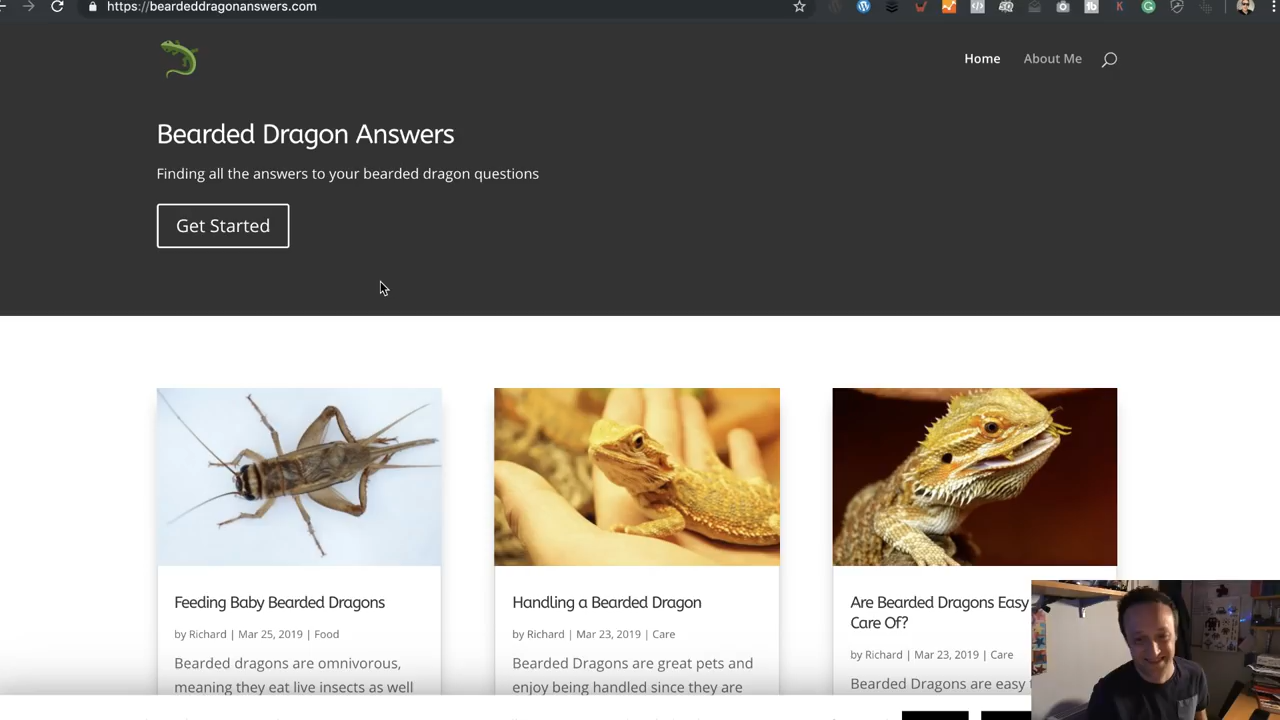 https://beardeddragonanswers.com
Home
About Me
Bearded Dragon Answers
Finding all the answers to your bearded dragon questions
Get Started
Feeding Baby Bearded Dragons
by Richard | Mar 25, 2019 | Food
Bearded dragons are omnivorous,
meaning they eat live insects as well
Handling a Bearded Dragon
by Richard | Mar 23, 2019 | Care
Bearded Dragons are great pets and
enjoy being handled since they are
Are Bearded Dragons Easy
Care Of?
by Richard | Mar 23, 2019 | Care
Bearded Dragons are easy